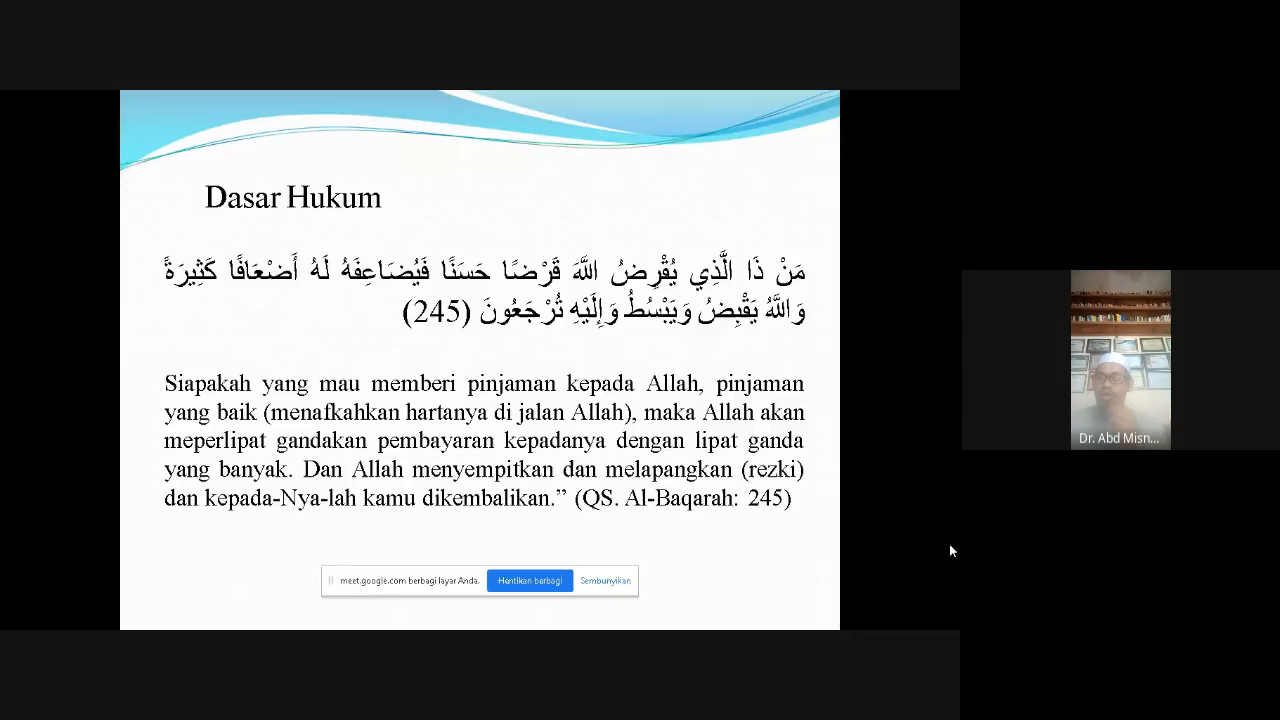 Dasar Hukum
مَنْ ذَا الَّذِي يُقْرِضُ اللَّهَ قَرْضًا حَسَنًا فَيُضَاعِفَهُ لَهُ أَضْعَافًا كَثِيرَةً
وَاللَّهُ يَقْبِضُ وَيَبْسُطُ وَإِلَيْهِ تُرْجَعُونَ (245)
Siapakah yang mau memberi pinjaman kepada Allah, pinjaman
yang baik (menafkahkan hartanya di jalan Allah), maka Allah akan
meperlipat gandakan pembayaran kepadanya dengan lipat ganda
yang banyak. Dan Allah menyempitkan dan melapangkan (rezki)
dan kepada-Nya-lah kamu dikembalikan.” (QS. Al-Baqarah: 245)
meet.google.com berbagi layar Anda. Hentikan berbagi Sembunyikan
Dr. Abd Misn...